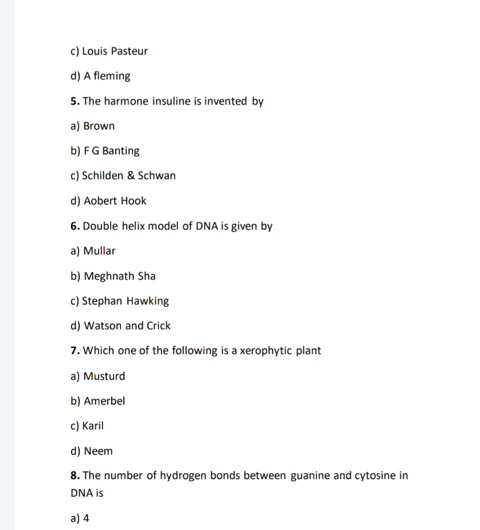 c) Louis Pasteur
d) A fleming
5. The harmone insuline is invented by
a) Brown
b) F G Banting
c) Schilden & Schwan
d) Aobert Hook
6. Double helix model of DNA is given by
a) Mullar
b) Meghnath Sha
c) Stephan Hawking
d) Watson and Crick
7. Which one of the following is a xerophytic plant
a) Musturd
b) Amerbel
c) Karil
d) Neem
8. The number of hydrogen bonds between guanine and cytosine in
DNA is
a) 4